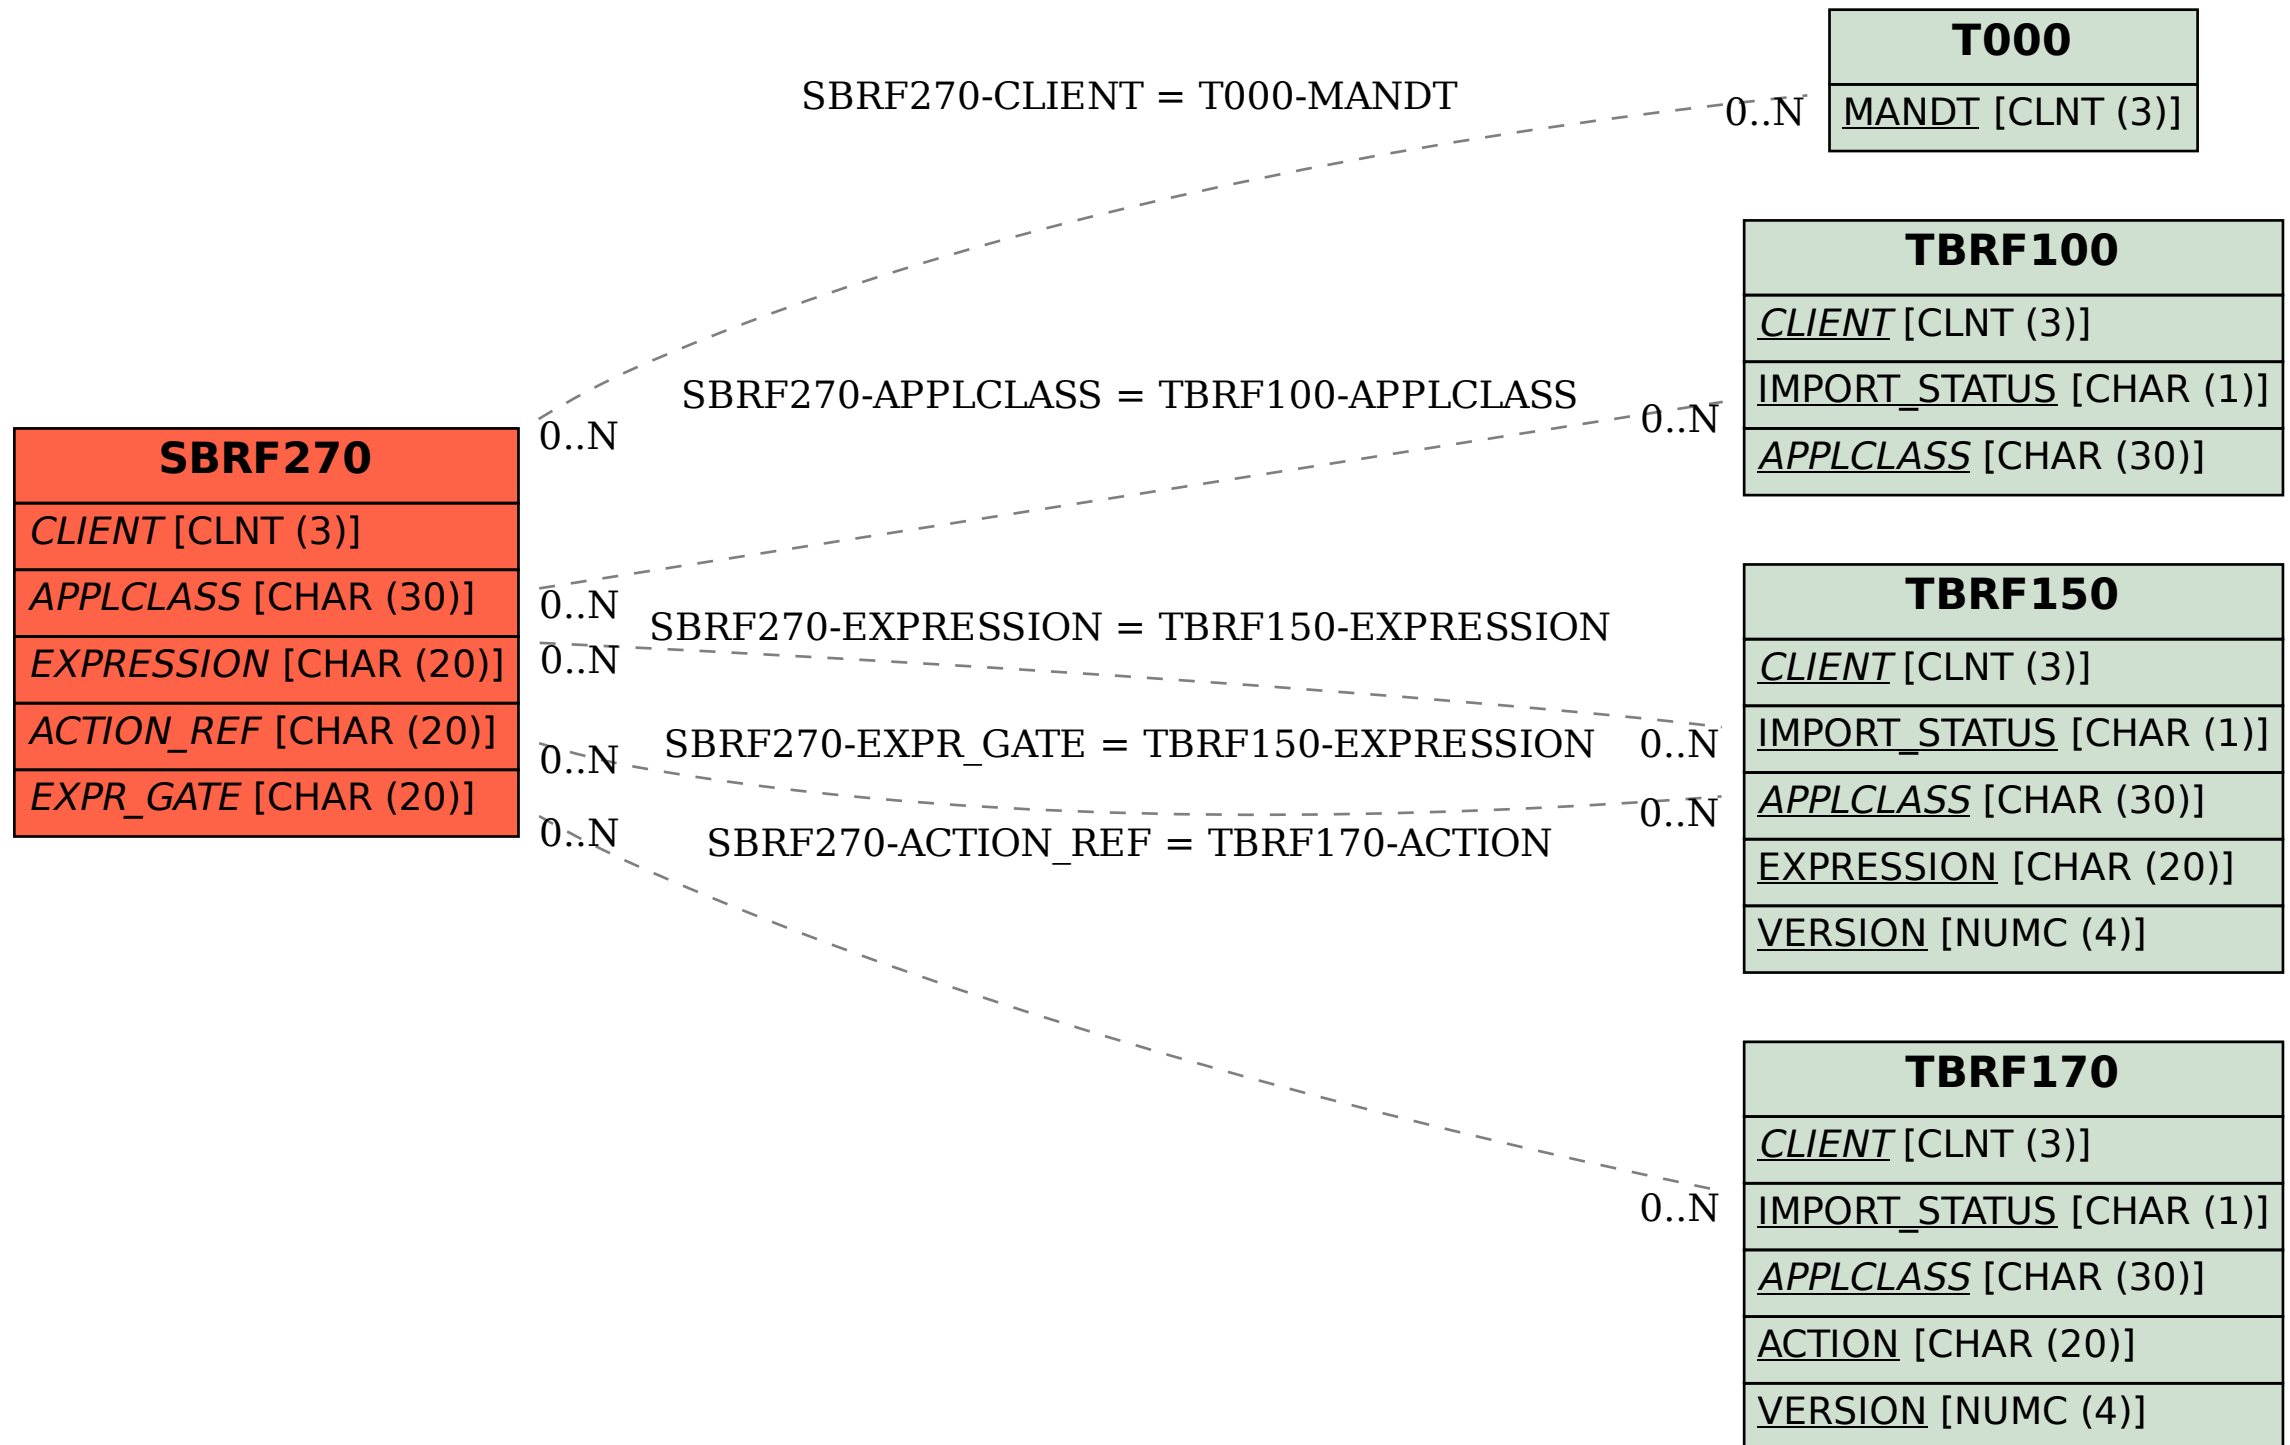 T000
MANDT [CLNT (3)]
SBRF270-CLIENT = T000-MANDT
0..N
TBRF100
CLIENT [CLNT (3)]
IMPORT_STATUS [CHAR (1)]
APPLCLASS [CHAR (30)]
SBRF270-APPLCLASS = TBRF100-APPLCLASS
0..N
0..N
SBRF270
CLIENT [CLNT (3)]
APPLCLASS [CHAR (30)]
EXPRESSION [CHAR (20)]
ACTION_REF [CHAR (20)]
EXPR_GATE [CHAR (20)]
0..N
SBRF270-EXPRESSION = TBRF150-EXPRESSION
0..N
SBRF270-EXPR_GATE = TBRF150-EXPRESSION
0..N
0..N
0..N
0..N
SBRF270-ACTION_REF = TBRF170-ACTION
TBRF150
CLIENT [CLNT (3)]
IMPORT_STATUS [CHAR (1)]
APPLCLASS [CHAR (30)]
EXPRESSION [CHAR (20)]
VERSION [NUMC (4)]
0..N
TBRF170
CLIENT [CLNT (3)]
IMPORT_STATUS [CHAR (1)]
APPLCLASS [CHAR (30)]
ACTION [CHAR (20)]
VERSION [NUMC (4)]